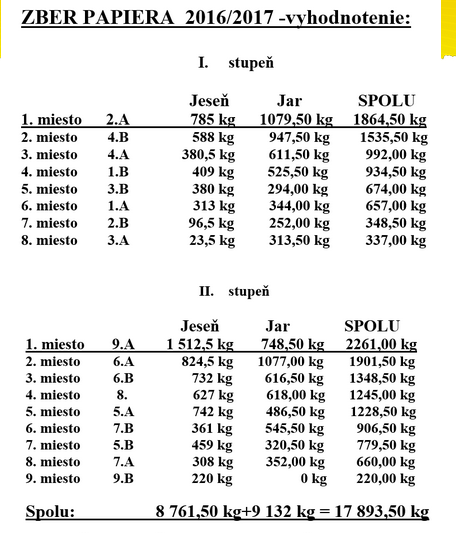 ZBER PAPIERA 2016/2017 -vyhodnotenie:
I. stupeň
Jeseň Jar SPOLU
1. miesto 2.A 785 kg 1079,50 kg 1864,50 kg
2. miesto 4.B 588 kg 947,50 kg 1535,50 kg
3. miesto 4.A 380,5 kg 611,50 kg 992,00 kg
4. miesto 1.B 409 kg 525,50 kg 934,50 kg
5. miesto 3.B 380 kg 294,00 kg 674,00 kg
6. miesto 1.A 313 kg 344,00 kg 657,00 kg
7. miesto 2.B 96,5 kg 252,00 kg 348,50 kg
8. miesto 3.A 23,5 kg 313,50 kg 337,00 kg
II. stupeň
Jeseň Jar SPOLU
1. miesto 9.A 1 512,5 kg 748,50 kg 2261,00 kg
2. miesto 6.A 824,5 kg 1077,00 kg 1901,50 kg
3. miesto 6.B 732 kg 616,50 kg 1348,50 kg
4. miesto 8. 627 kg 618,00 kg 1245,00 kg
5. miesto 5.A 742 kg 486,50 kg 1228,50 kg
6. miesto 7.B 361 kg 545,50 kg 906,50 kg
7. miesto 5.B 459 kg 320,50 kg 779,50 kg
8. miesto 7.A 308 kg 352,00 kg 660,00 kg
9. miesto 9.B 220 kg 0 kg 220,00 kg
Spolu: 8 761,50 kg+9 132 kg = 17 893,50 kg